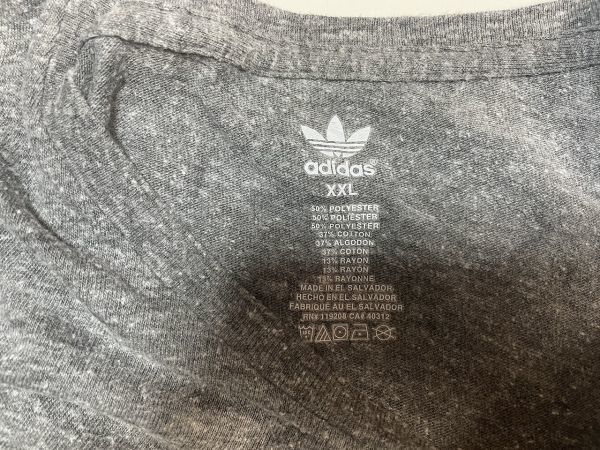 adidas
XXL
50% POLYESTER
50% POLIESTER
50% POLYESTER
37% COTTON
37% ALGODON
37% COTON
13% RAYON
13% RAYON
13% RAYONNE
MADE IN EL SALVADOR
HECHO EN EL SALVADOR
FABRIQUÉ AU EL SALVADOR
RN# 119208 CA# 40312